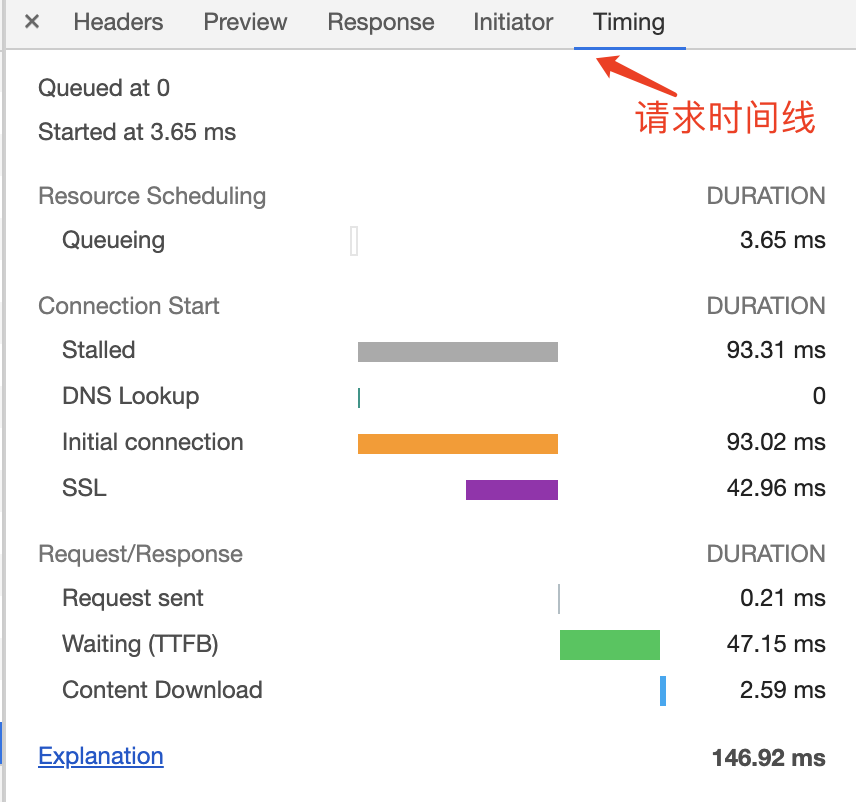 × Headers Preview Response Initiator Timing
Queued at 0
请求时间线
Started at 3.65 ms
Resource Scheduling DURATION
Queueing 3.65 ms
Connection Start DURATION
Stalled 93.31 ms
DNS Lookup 0
Initial connection 93.02 ms
SSL 42.96 ms
Request/Response DURATION
Request sent 0.21 ms
Waiting (TTFB) 47.15 ms
Content Download 2.59 ms
Explanation 146.92 ms